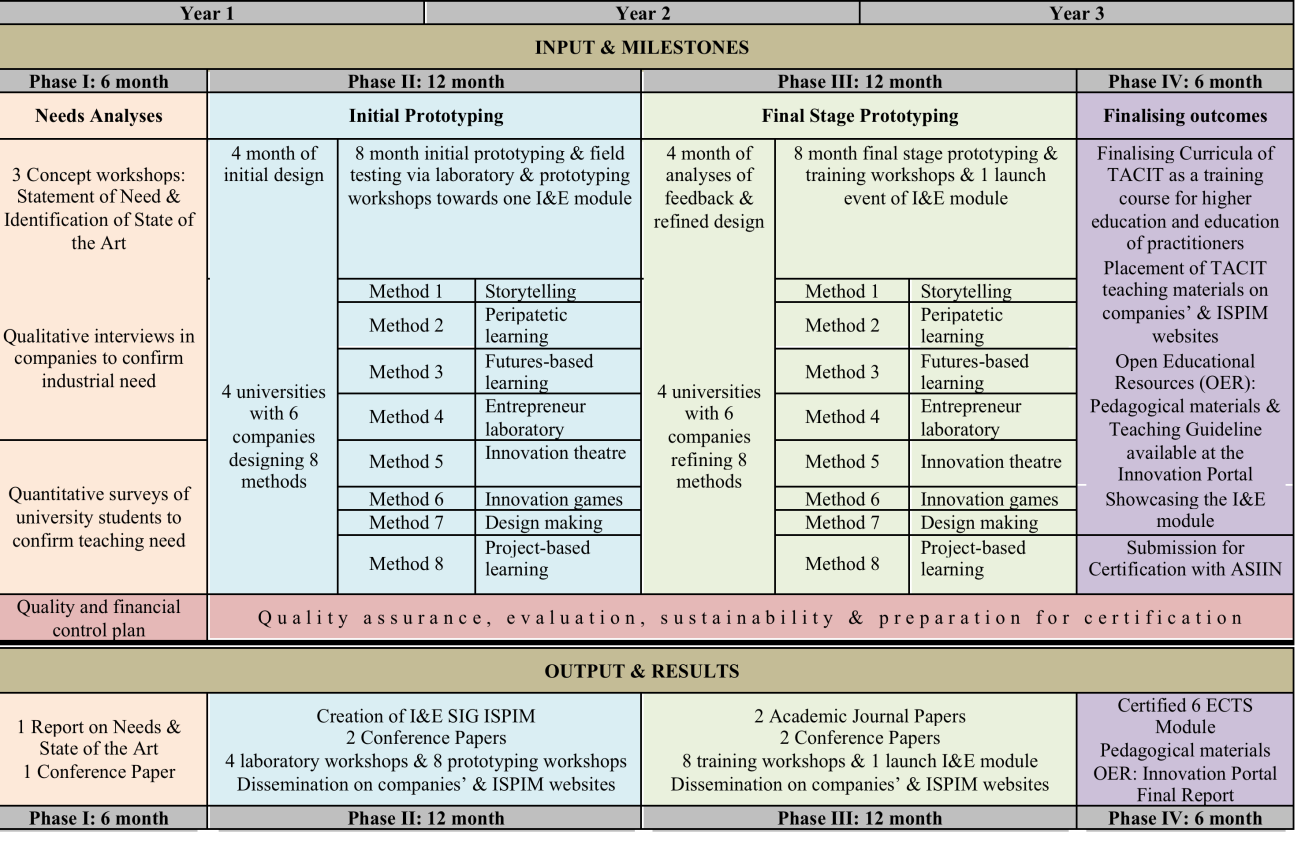 Year 1
Year 2
Year 3
INPUT & MILESTONES
Phase I: 6 month
Phase II: 12 month
Phase III: 12 month
Phase IV: 6 month
Needs Analyses
Initial Prototyping
Final Stage Prototyping
Finalising outcomes
3 Concept workshops:
Statement of Need &
Identification of State of
the Art
Qualitative interviews in
companies to confirm
industrial need
Quantitative surveys of
university students to
confirm teaching need
4 month of
initial design
4 universities
with 6
companies
designing 8
methods
8 month initial prototyping & field
testing via laboratory & prototyping
workshops towards one I&E module
Method 1
Storytelling
Method 2
Peripatetic
learning
Method 3
Futures-based
learning
Method 4
Entrepreneur
laboratory
Method 5
Innovation theatre
Method 6
Innovation games
Method 7
Design making
Method 8
Project-based
learning
4 month of
analyses of
feedback &
refined design
4 universities
with 6
companies
refining 8
methods
8 month final stage prototyping &
training workshops & 1 launch
event of I&E module
Method 1
Storytelling
Method 2
Peripatetic
learning
Method 3
Futures-based
learning
Method 4
Entrepreneur
laboratory
Method 5
Innovation theatre
Method 6
Innovation games
Method 7
Design making
Method 8
Project-based
learning
Finalising Curricula of
TACIT as a training
course for higher
education and education
of practitioners
Placement of TACIT
teaching materials on
companies’ & ISPIM
websites
Open Educational
Resources (OER):
Pedagogical materials &
Teaching Guideline
available at the
Innovation Portal
Showcasing the I&E
module
Submission for
Certification with ASIIN
Quality and financial
control plan
Quality assurance, evaluation, sustainability & preparation for certification
OUTPUT & RESULTS
1 Report on Needs &
State of the Art
1 Conference Paper
Creation of I&E SIG ISPIM
2 Conference Papers
4 laboratory workshops & 8 prototyping workshops
Dissemination on companies’ & ISPIM websites
2 Academic Journal Papers
2 Conference Papers
8 training workshops & 1 launch I&E module
Dissemination on companies’ & ISPIM websites
Certified 6 ECTS
Module
Pedagogical materials
OER: Innovation Portal
Final Report
Phase I: 6 month
Phase II: 12 month
Phase III: 12 month
Phase IV: 6 month